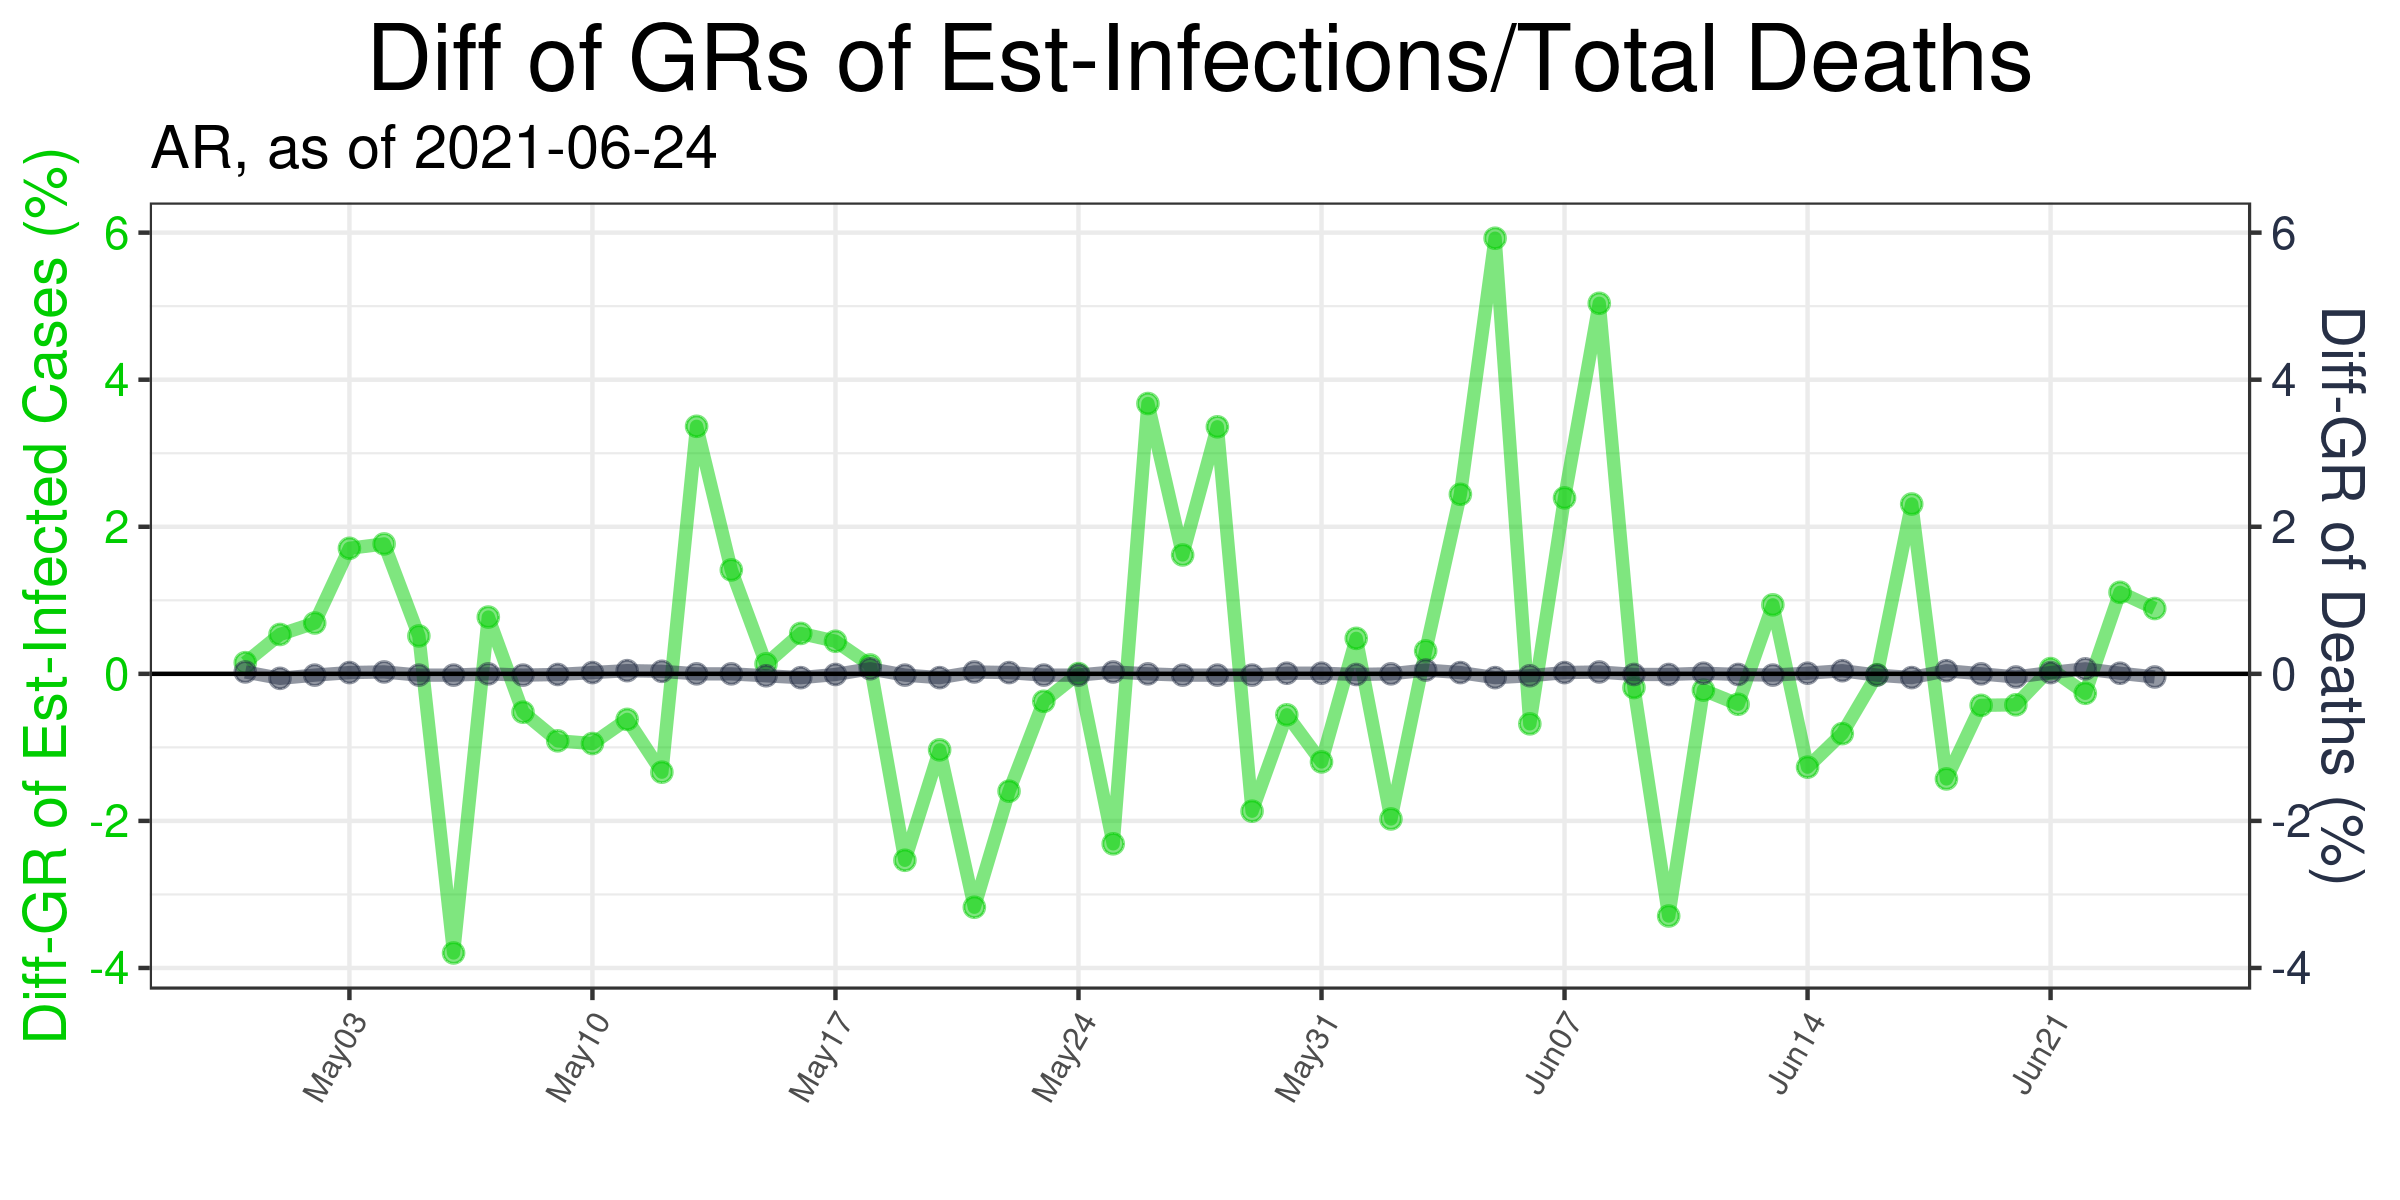 Diff of GRs of Est-Infections/Total Deaths
AR, as of 2021-06-24
Diff-GR of Est-Infected Cases (%)
6
4
2
0
-2
-4
6
4
2
0
-2
-4
Diff-GR of Deaths (%)
May03
May10
May17
May24
May31
Jun07
Jun14
Jun21